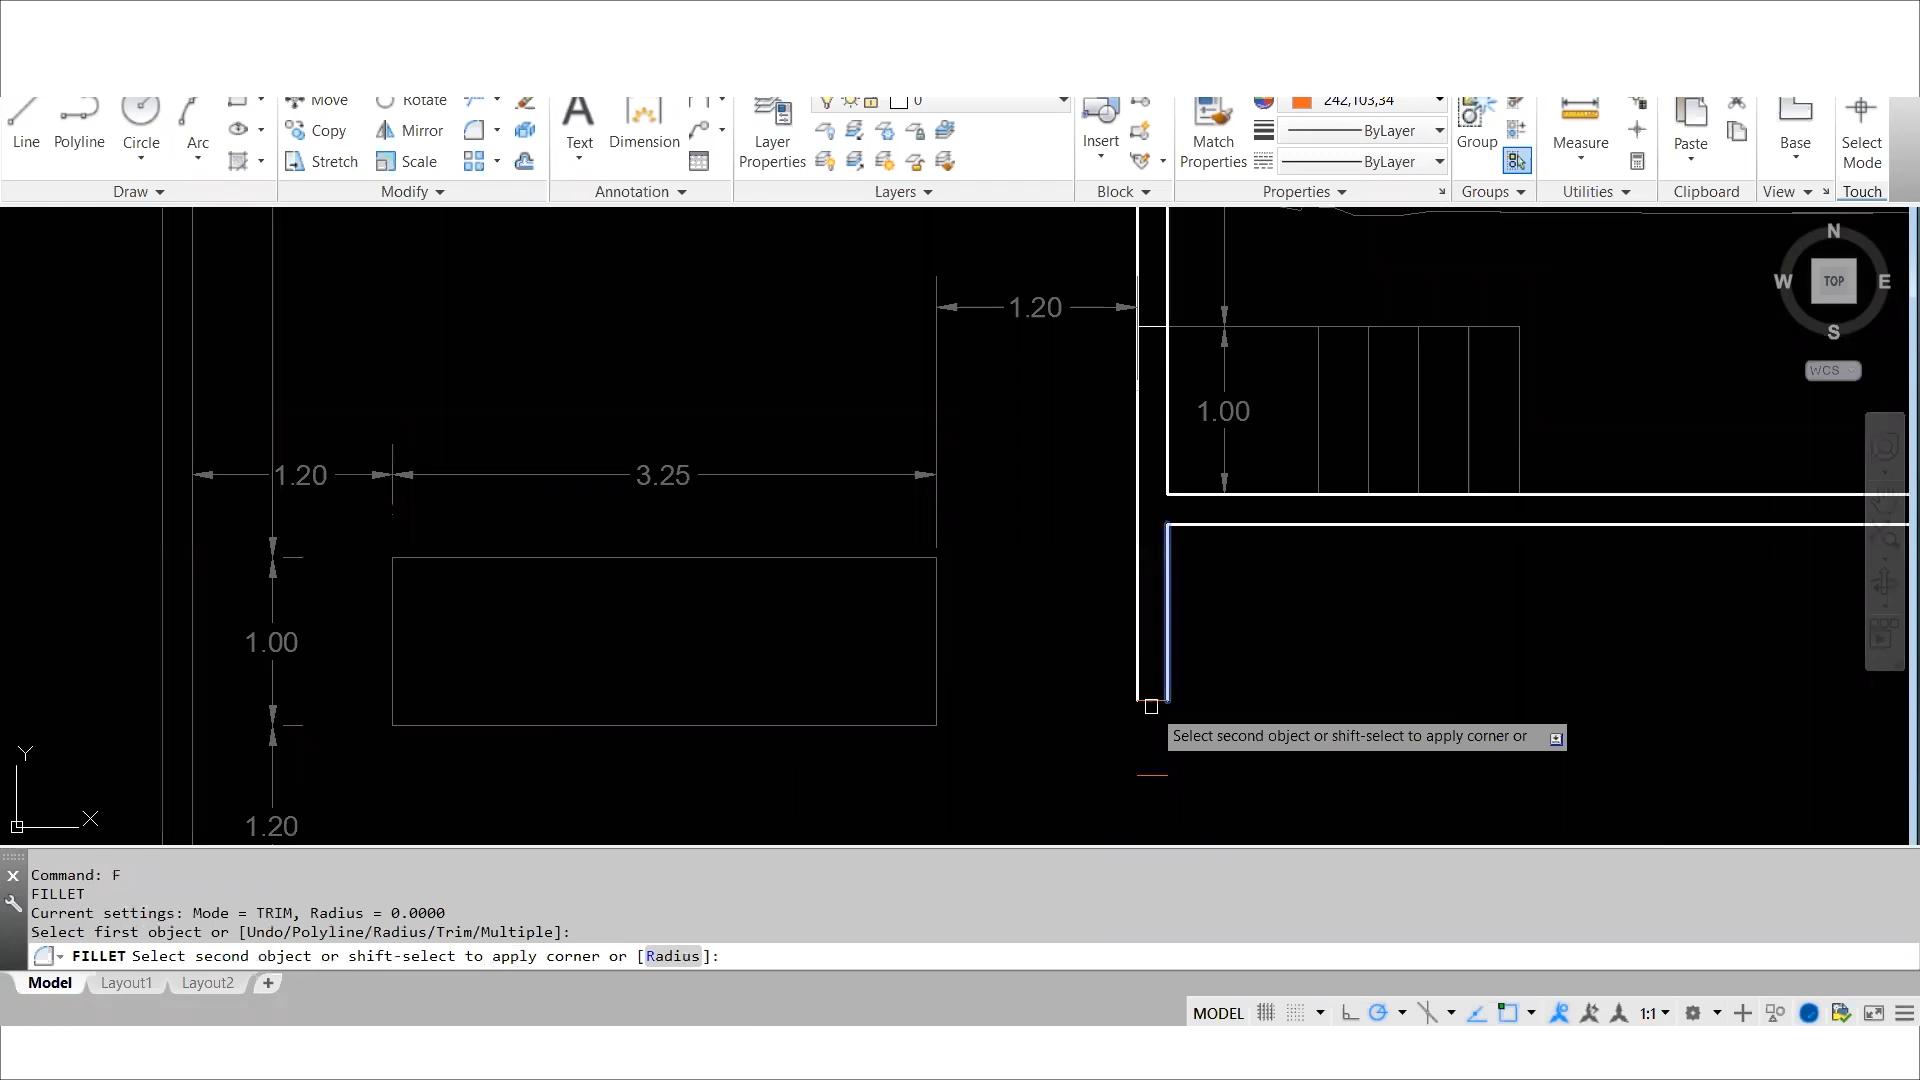 Move
Rotate
0
242,103,34
Line
Polyline
Circle
Arc
Copy
Mirror
Stretch
Scale
Text
Dimension
Layer
Properties
Insert
Match
Properties
ByLayer
ByLayer
Group
Measure
Paste
Base
Select
Mode
Draw
Modify
Annotation
Layers
Block
Properties
Groups
Utilities
Clipboard
View
Touch
N
W
TOP
E
S
WCS
1.20
1.00
1.20
3.25
1.00
1.20
Y
X
Select second object or shift-select to apply corner or
Command: F
FILLET
Current settings: Mode = TRIM, Radius = 0.0000
Select first object or [Undo/Polyline/Radius/Trim/Multiple]:
FILLET Select second object or shift-select to apply corner or [Radius]:
Model
Layout1
Layout2
+
MODEL
1:1